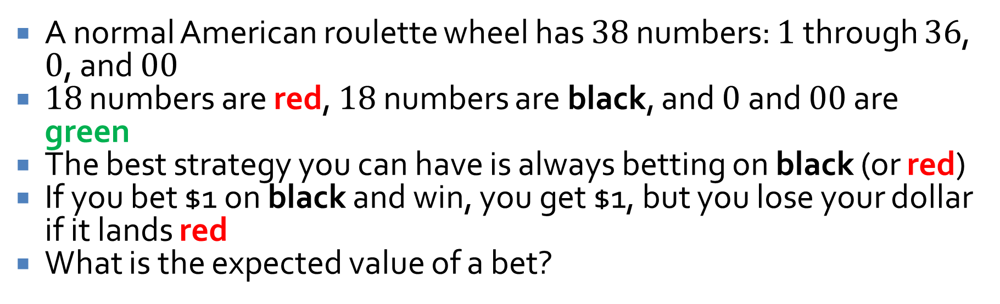 ▪ A normal American roulette wheel has 38 numbers: 1 through 36,
0, and 00
▪ 18 numbers are red, 18 numbers are black, and 0 and 00 are
green
▪ The best strategy you can have is always betting on black (or red)
▪ If you bet $1 on black and win, you get $1, but you lose your dollar
if it lands red
▪ What is the expected value of a bet?